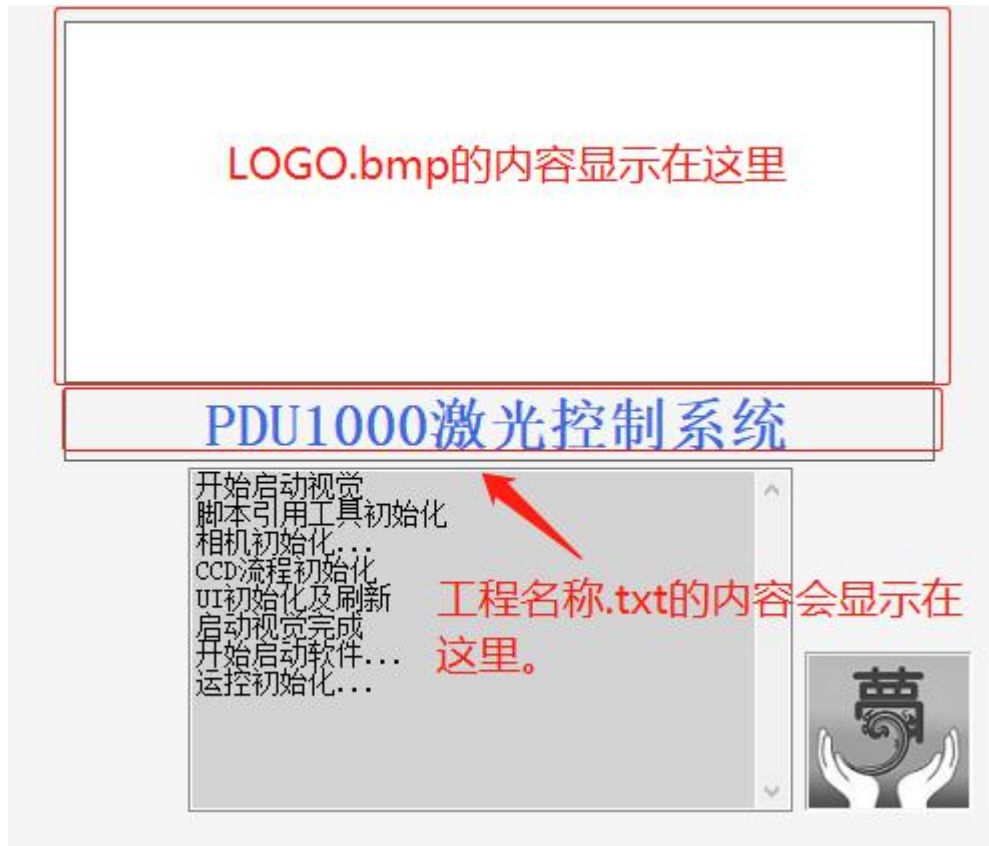 LOGO.bmp的内容显示在这里
PDU1000激光控制系统
开始启动视觉
脚本引用工具初始化
相机初始化...
CCD流程初始化
UI初始化及刷新
启动视觉完成
开始启动软件...
运控初始化...
工程名称.txt的内容会显示在
这里。
夢